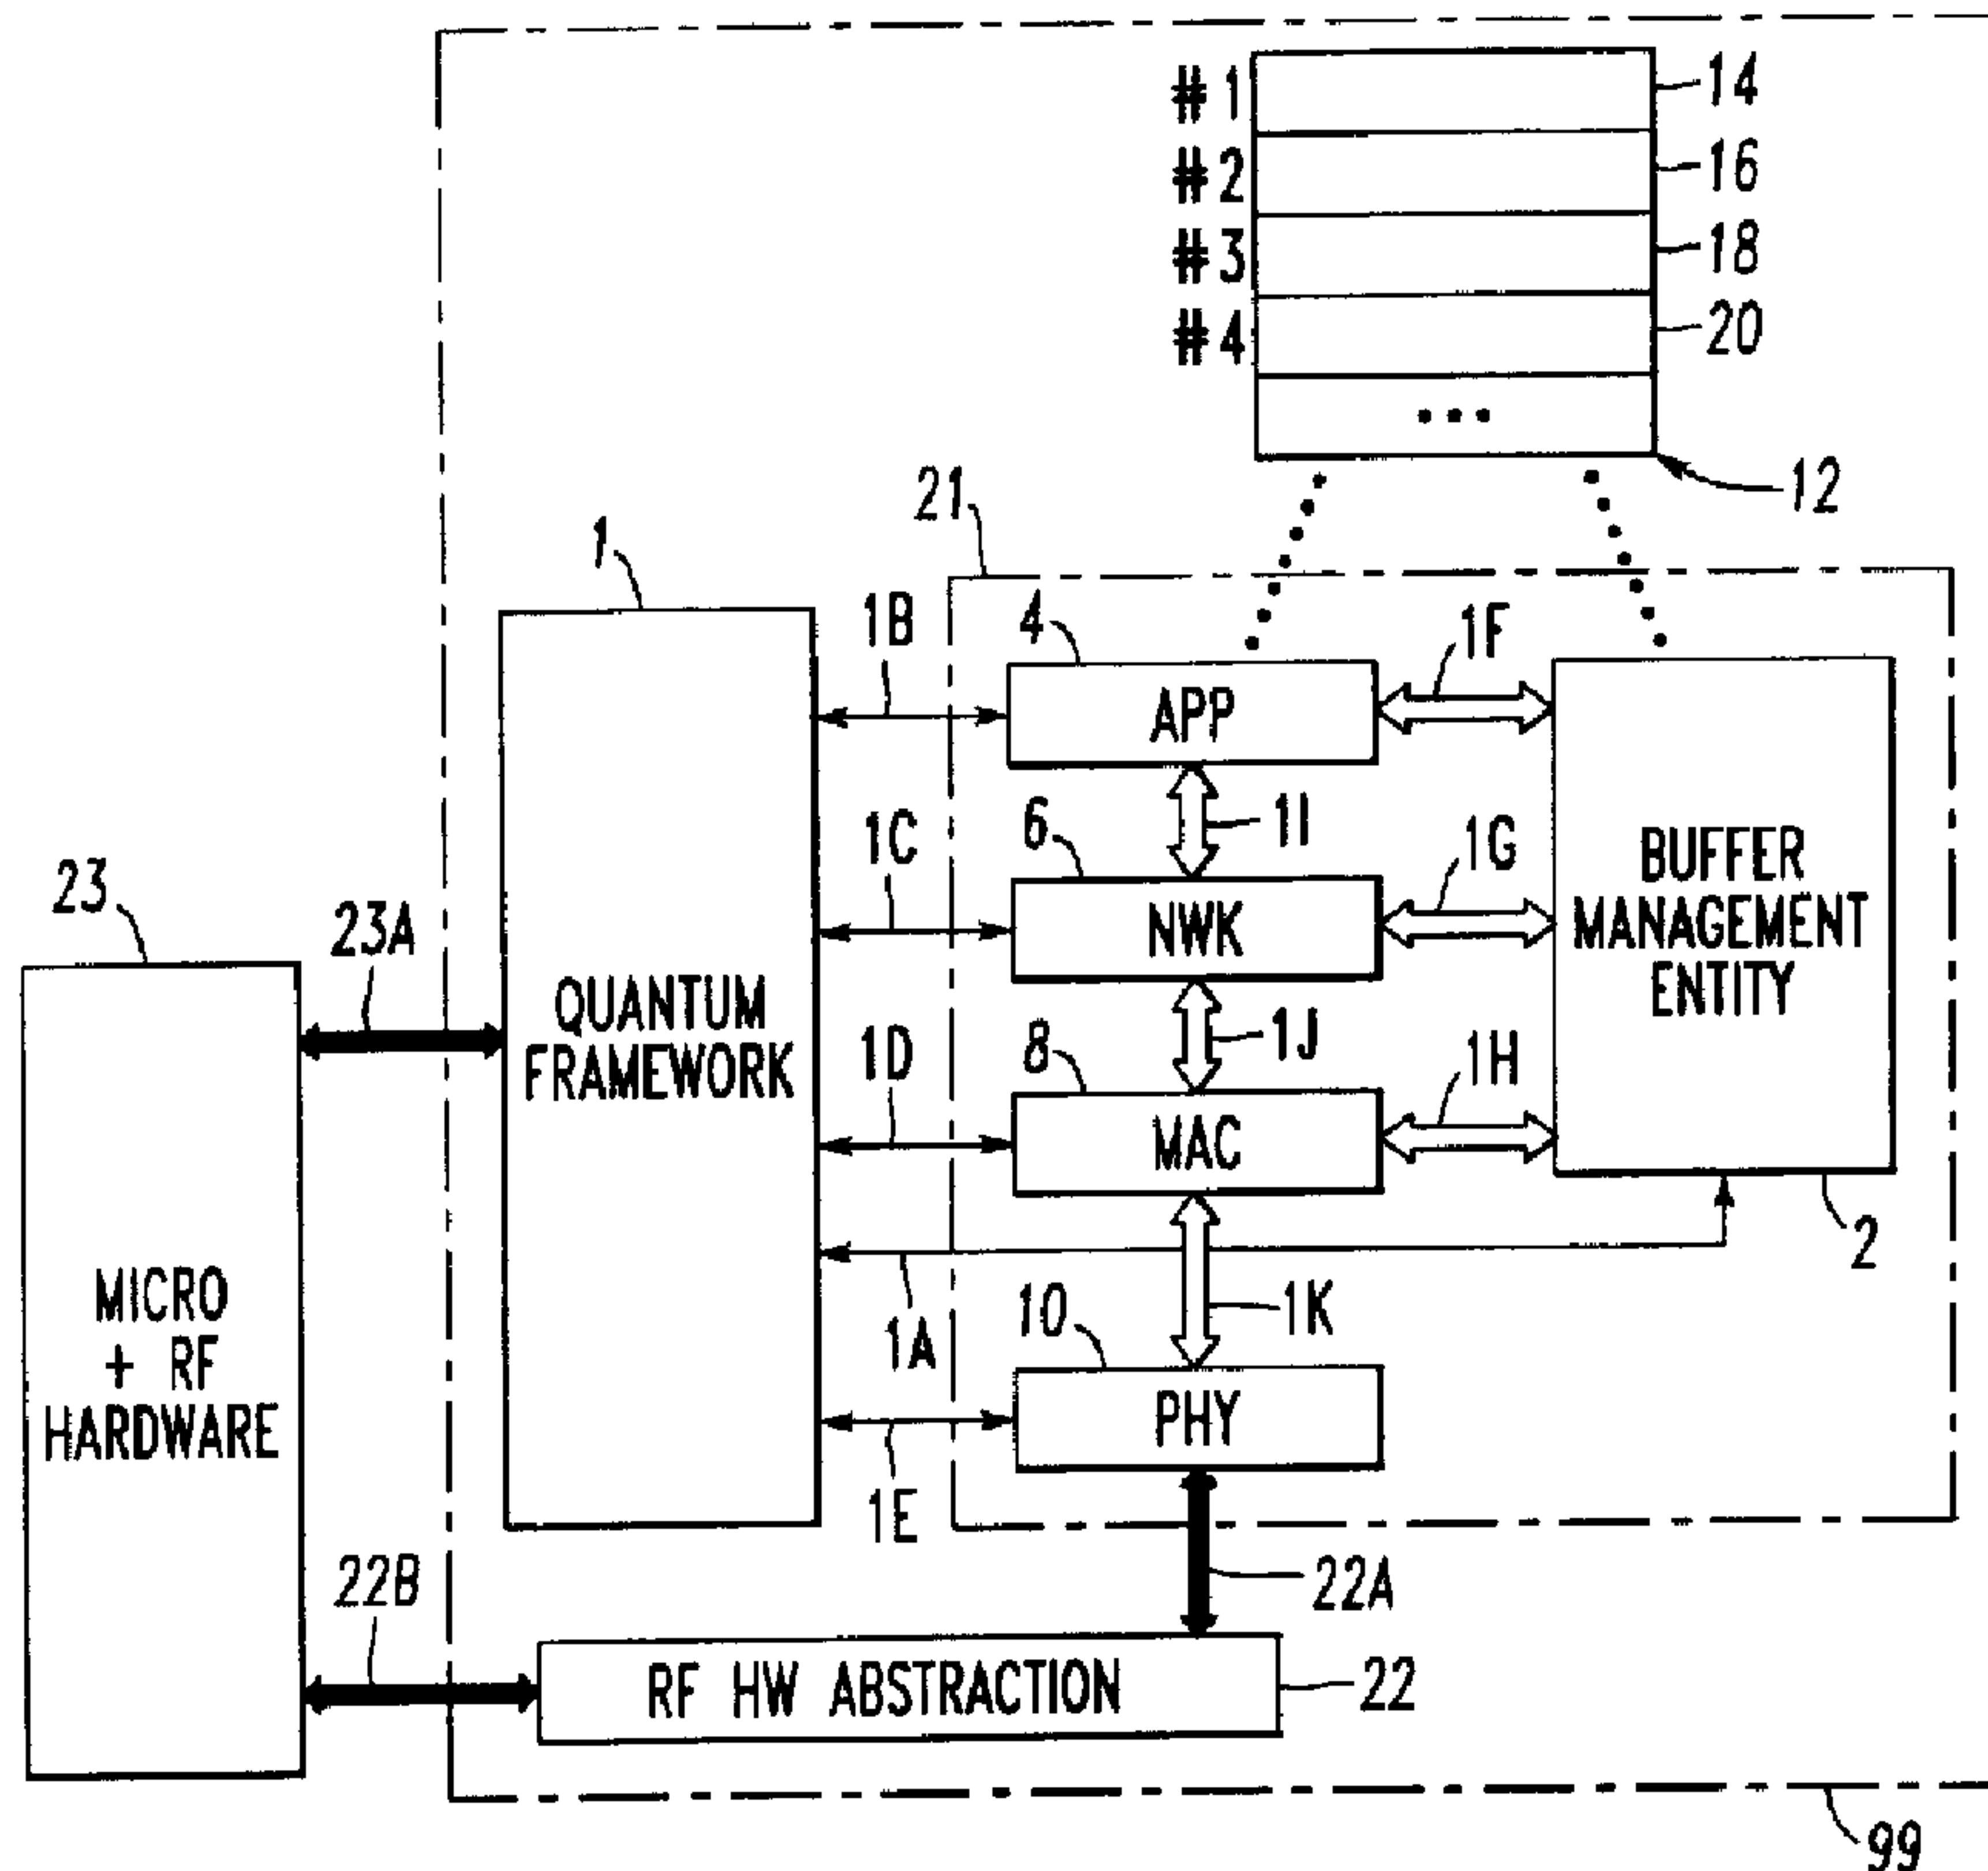 #1 14
#2 16
#3 18
#4 20
...
12
21
1
1B
4
1F
APP
1I
6
1C
1G
NWK
BUFFER
MANAGEMENT
ENTITY
23
23A
QUANTUM
FRAMEWORK
1J
8
1D
1H
MAC
2
MICRO
+ RF
HARDWARE
1A
10
1K
PHY
1E
22A
22B
RF HW ABSTRACTION
22
99